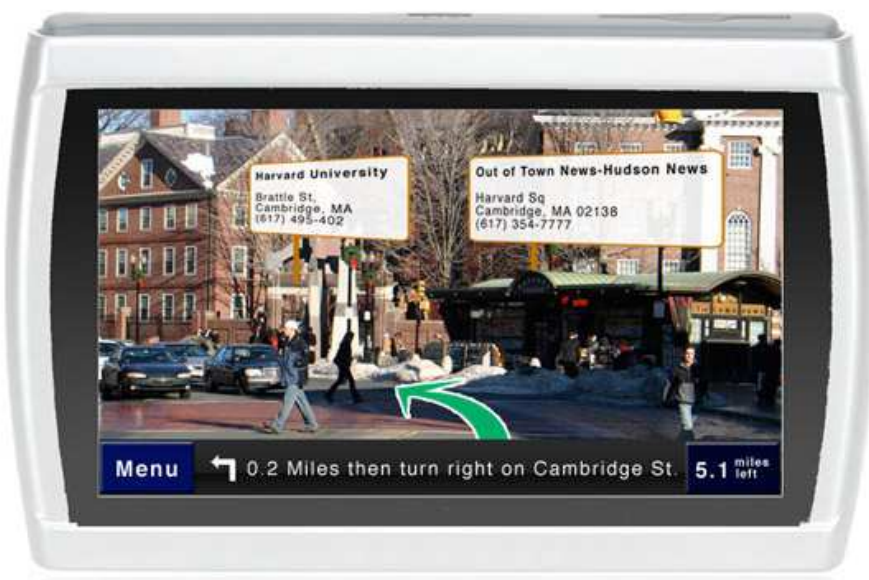 Harvard University
Brattle St,
Cambridge, MA
(617) 495-402
Out of Town News-Hudson News
Harvard Sq
Cambridge, MA 02138
(617) 354-7777
Menu
0.2 Miles then turn right on Cambridge St.
5.1 miles left